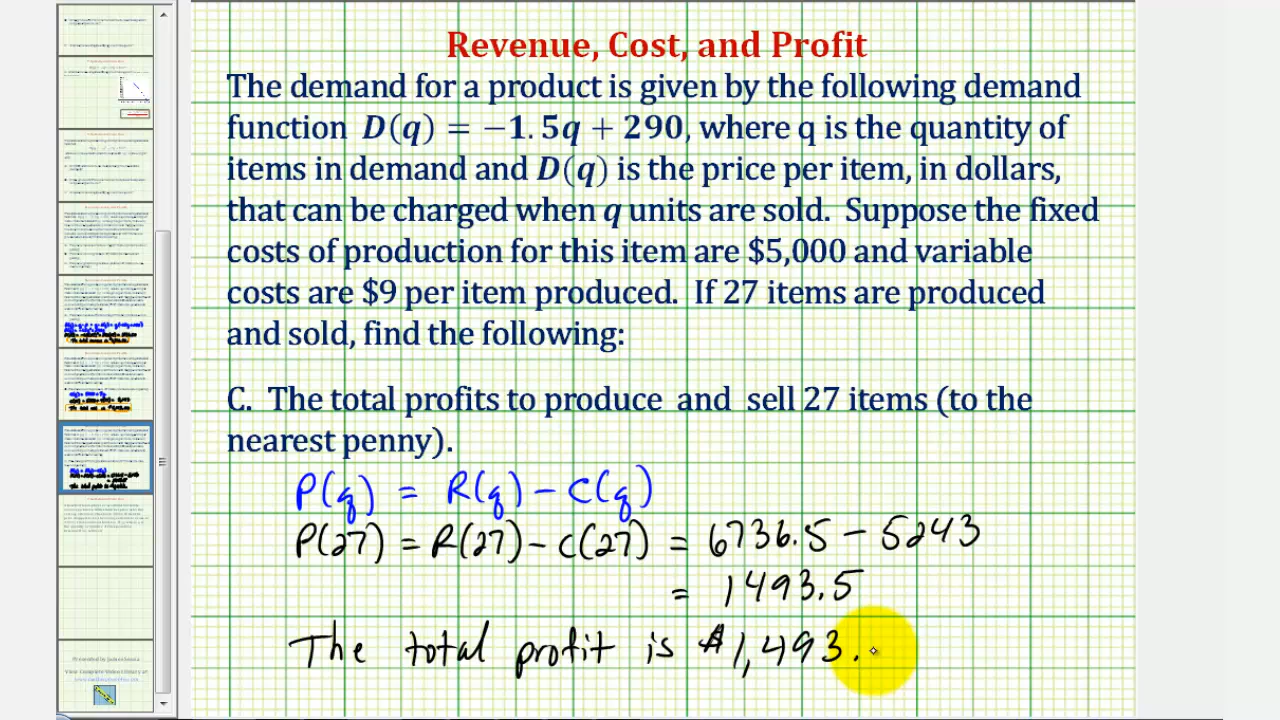 Revenue, Cost, and Profit
The demand for a product is given by the following demand
function D(q) = −1.5q + 290, where q is the quantity of
items in demand and D(q) is the price per item, in dollars,
that can be charged when q units are sold. Suppose the fixed
costs of production for this item are $5,000 and variable
costs are $9 per item produced. If 27 items are produced
and sold, find the following:
C. The total profits to produce and sell 27 items (to the
nearest penny).
P(q) = R(q) − C(q)
P(27) = R(27) − C(27) = 6736.5 − 5243
= 1493.5
The total profit is $1,493.